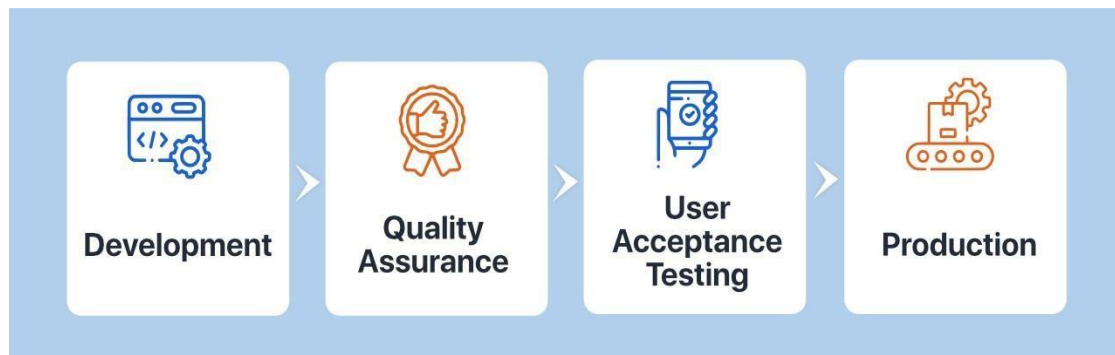 Development
Quality
Assurance
User
Acceptance
Testing
Production